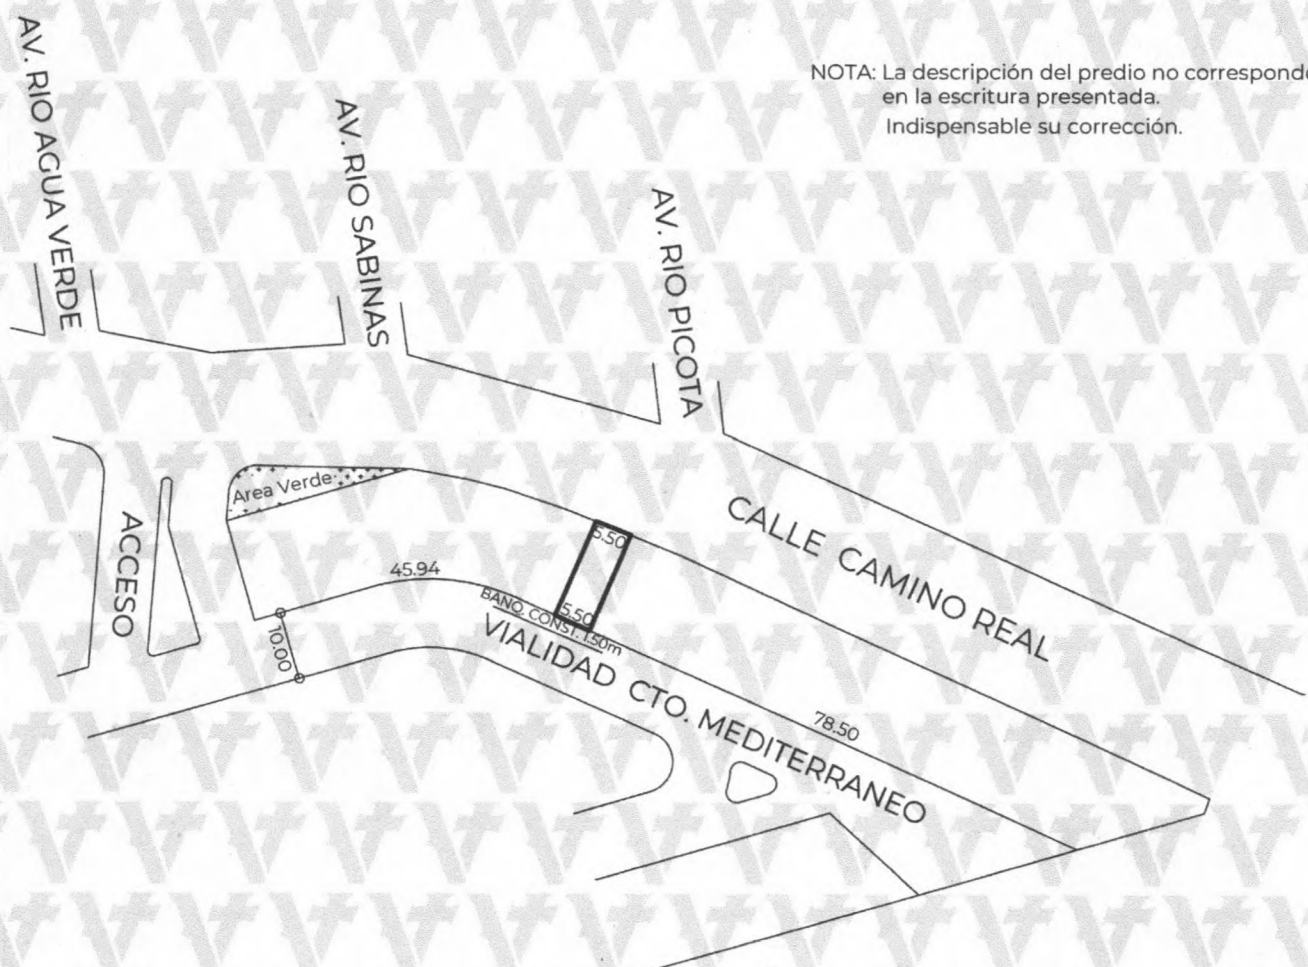 NOTA: La descripción del predio no corresponde
en la escritura presentada.
Indispensable su corrección.
AV. RIO AGUA VERDE
AV. RIO SABINAS
AV. RIO PICOTA
Area Verde
ACCESO
CALLE CAMINO REAL
45.94
5.50
5.50
BANQ. CONST. 1.50m
10.00
VIALIDAD CTO. MEDITERRANEO
78.50